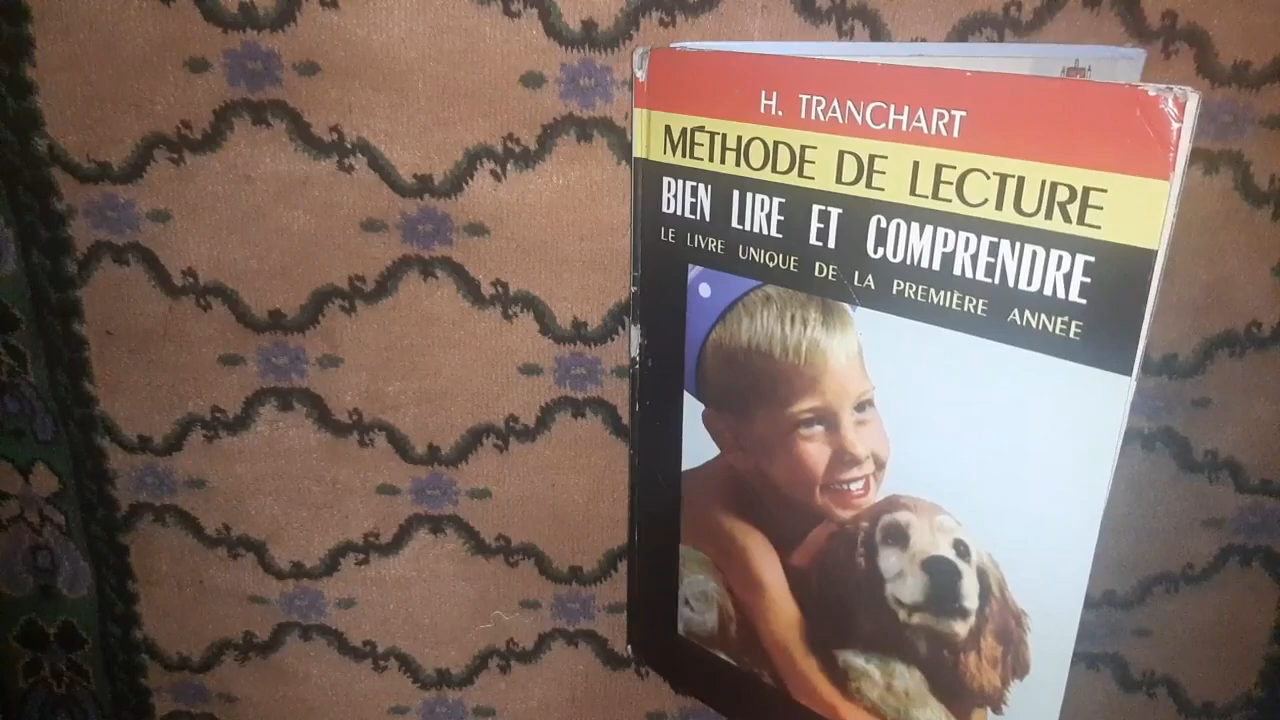 H. TRANCHART
MÉTHODE DE LECTURE
BIEN LIRE ET COMPRENDRE
LE LIVRE UNIQUE DE LA PREMIÈRE ANNÉE